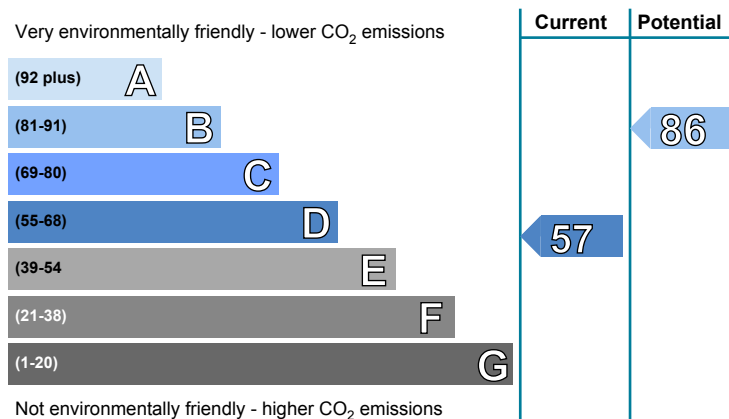 Very environmentally friendly - lower CO2 emissions
Current
Potential
(92 plus) A
(81-91) B
86
(69-80) C
(55-68) D
57
(39-54 E
(21-38) F
(1-20) G
Not environmentally friendly - higher CO2 emissions